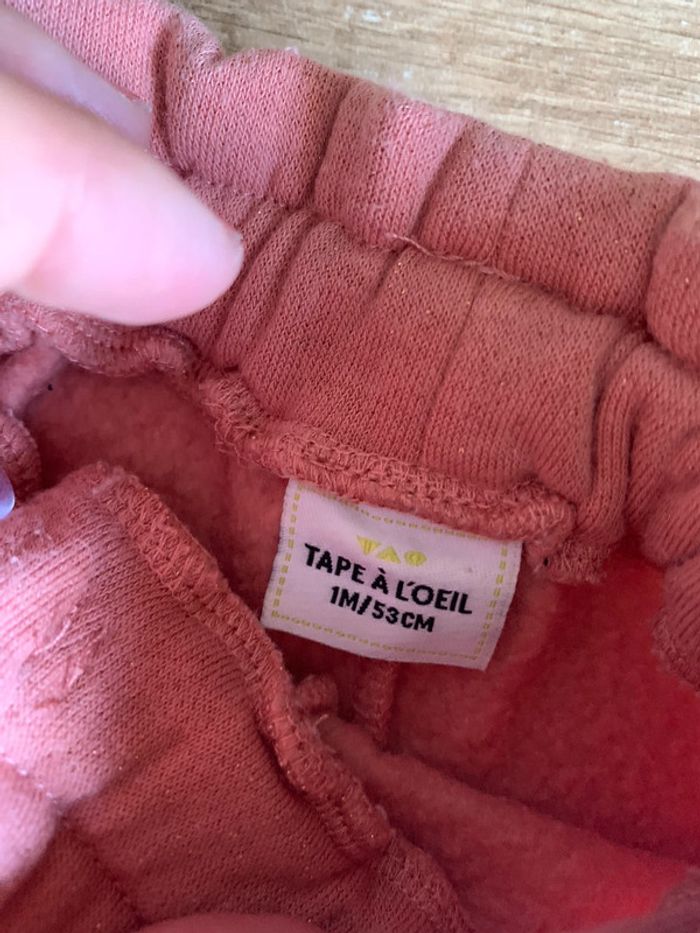 TAO
TAPE À L'OEIL
1M/53CM